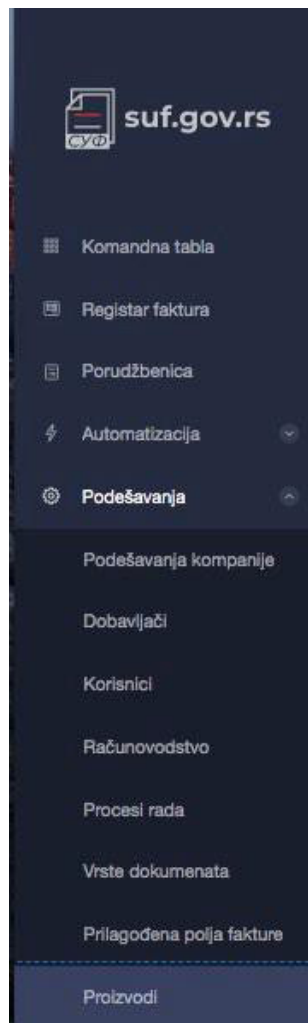 СУФ
suf.gov.rs
Komandna tabla
Registar faktura
Porudžbenica
Automatizacija
Podešavanja
Podešavanja kompanije
Dobavljači
Korisnici
Računovodstvo
Procesi rada
Vrste dokumenata
Prilagođena polja fakture
Proizvodi